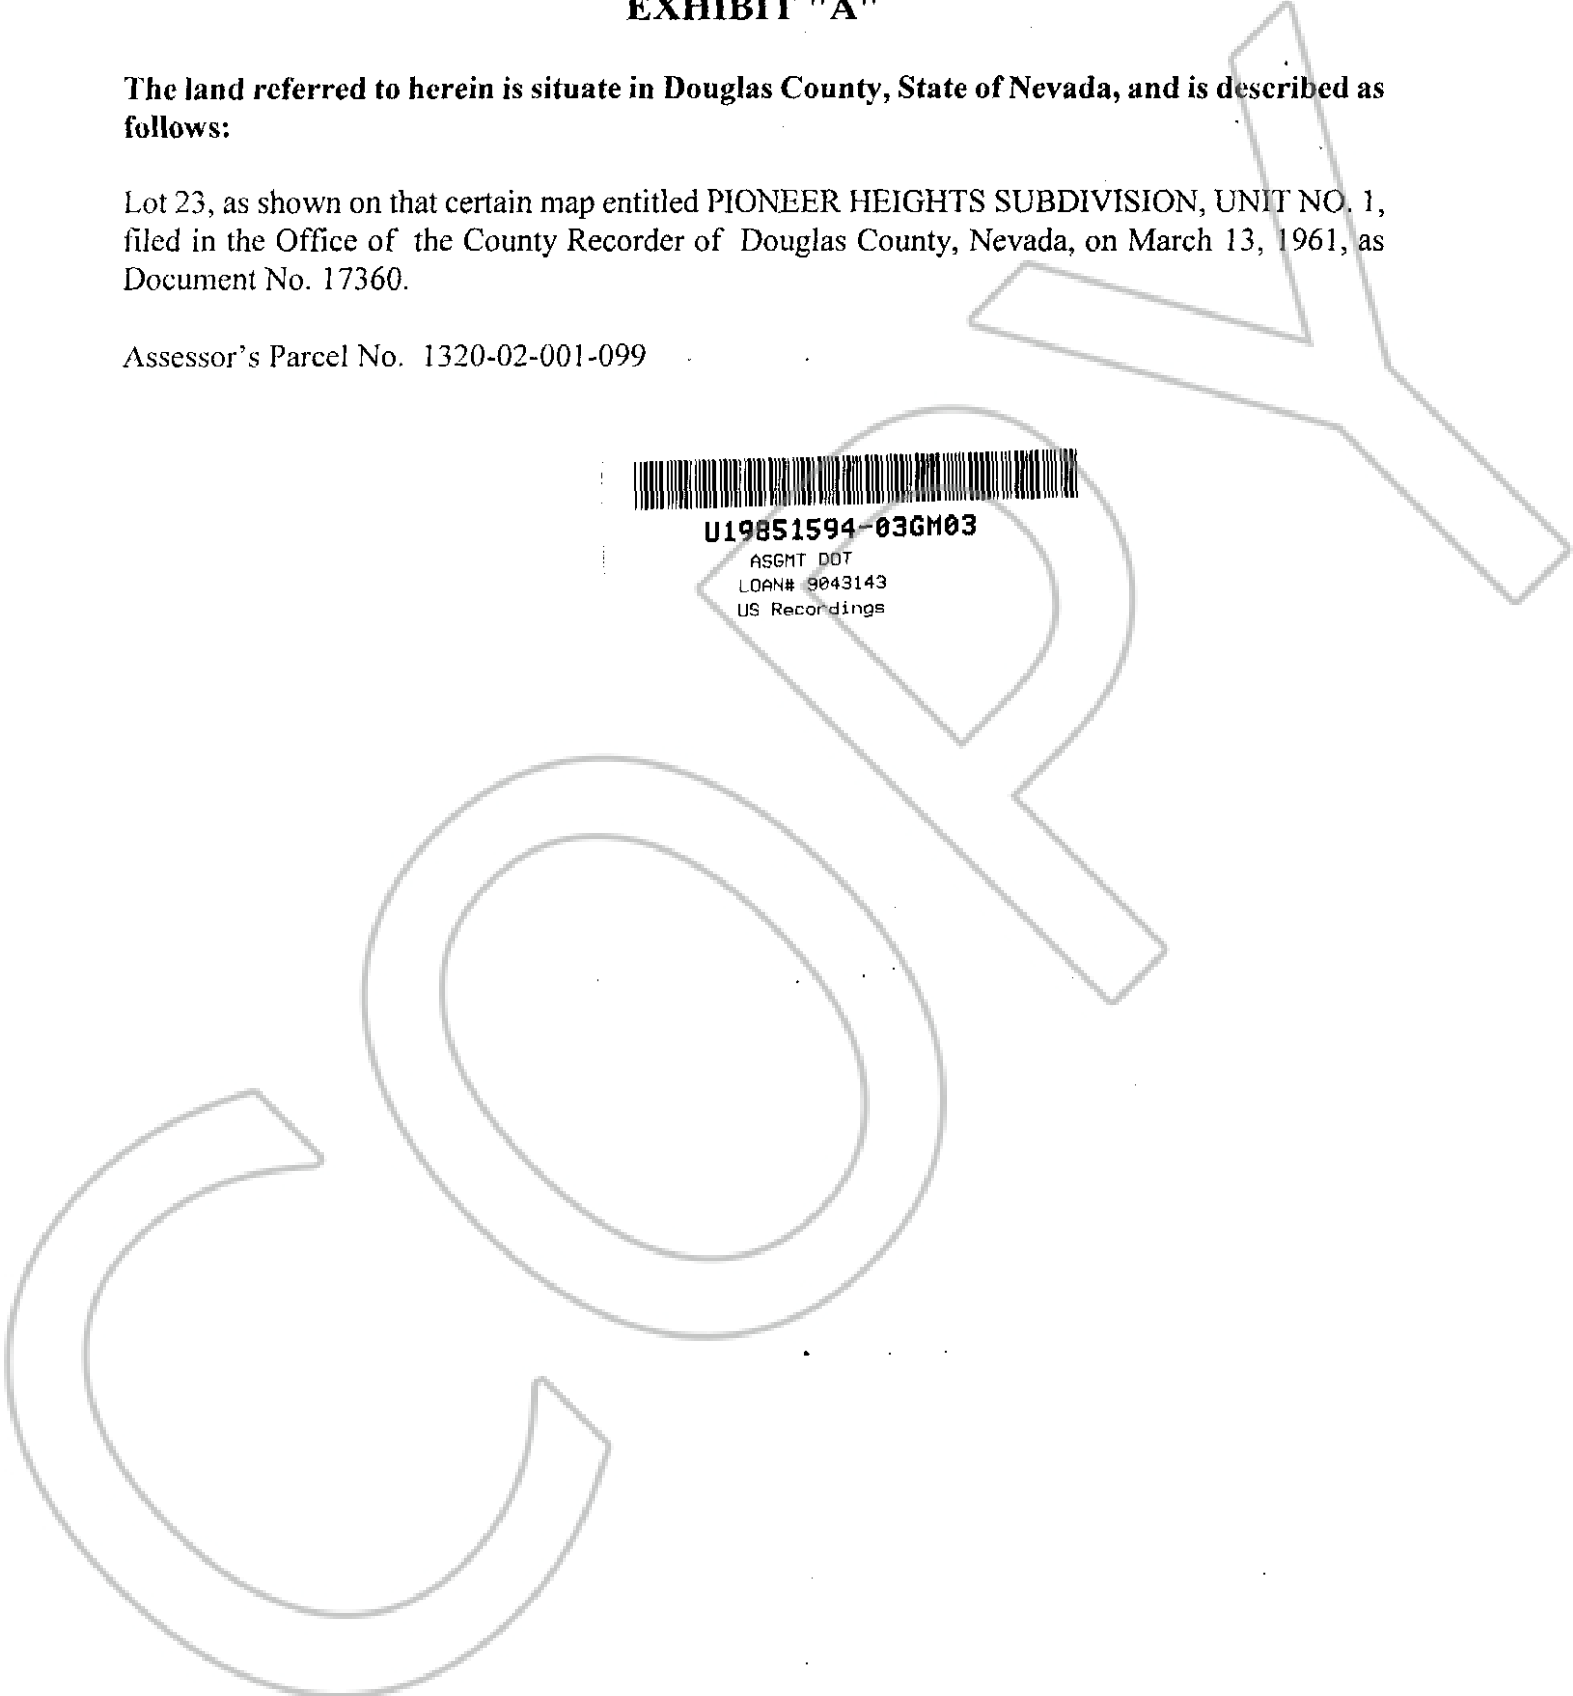 EXHIBIT "A"
The land referred to herein is situate in Douglas County, State of Nevada, and is described as
follows:
Lot 23, as shown on that certain map entitled PIONEER HEIGHTS SUBDIVISION, UNIT NO. 1,
filed in the Office of the County Recorder of Douglas County, Nevada, on March 13, 1961, as
Document No. 17360.
Assessor's Parcel No. 1320-02-001-099
U19851594-03GM03
ASGMT DOT
LOAN# 9043143
US Recordings
COPY